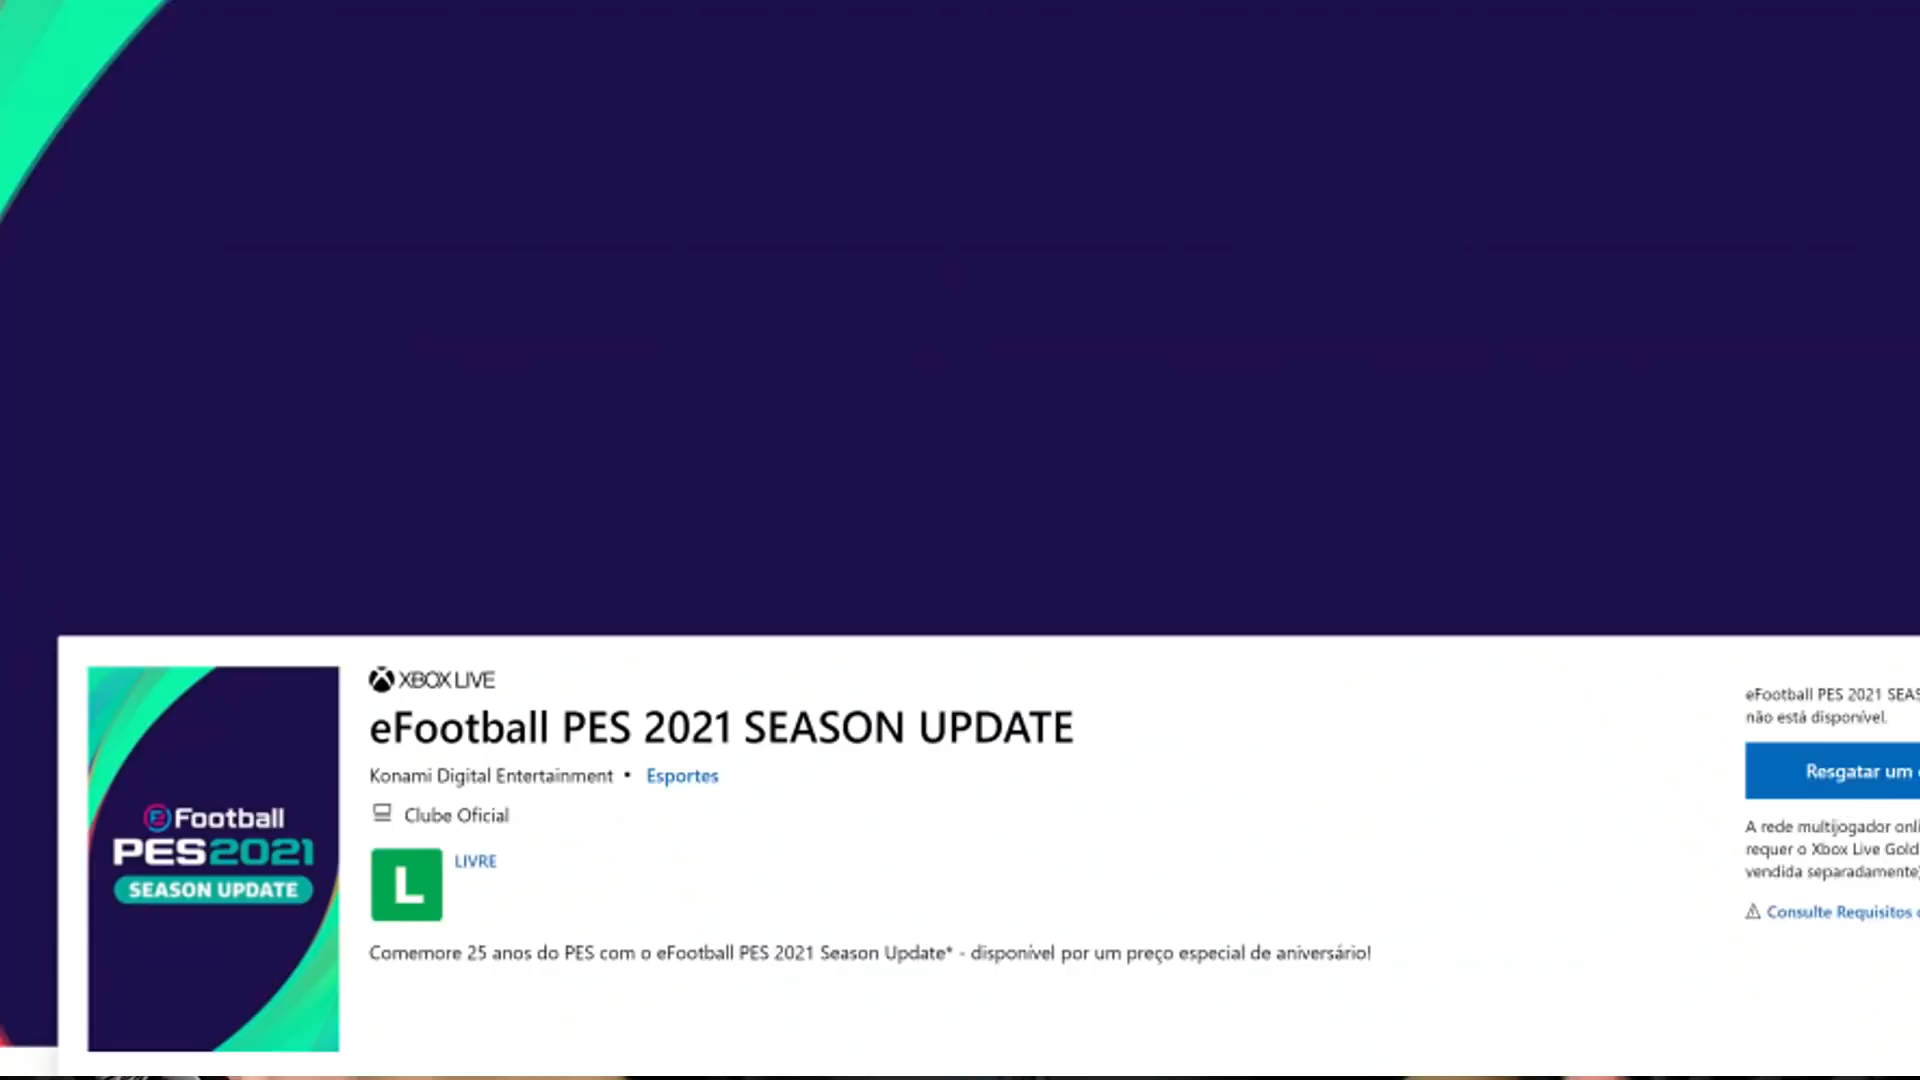 XBOX LIVE
eFootball PES 2021 SEASON UPDATE
Konami Digital Entertainment • Esportes
Clube Oficial
L
LIVRE
Comemore 25 anos do PES com o eFootball PES 2021 Season Update* - disponível por um preço especial de aniversário!
eFootball
PES2021
SEASON UPDATE
eFootball PES 2021
não está disponível.
Resgatar um
A rede multijogador
requer o Xbox Live Gold
vendida separadamente)
Consulte Requisitos